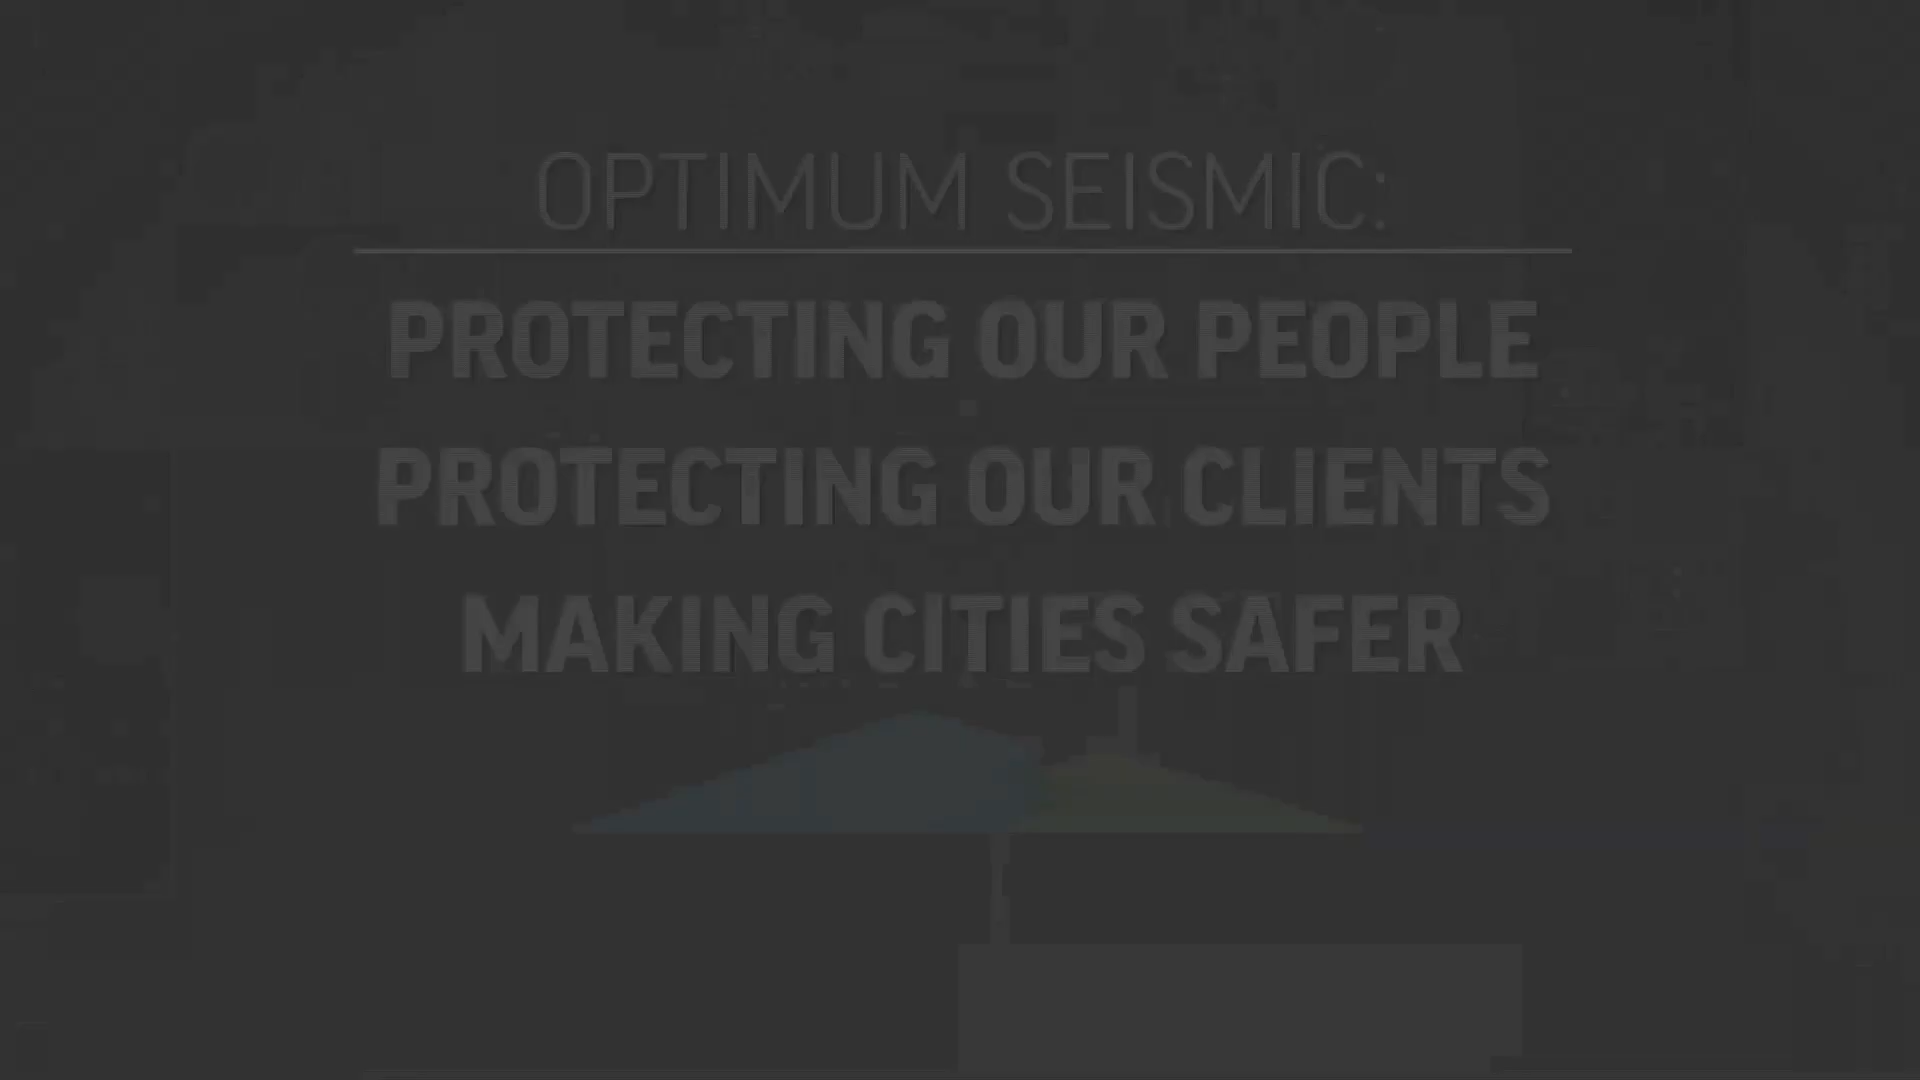 OPTIMUM SEISMIC:
PROTECTING OUR PEOPLE
PROTECTING OUR CLIENTS
MAKING CITIES SAFER